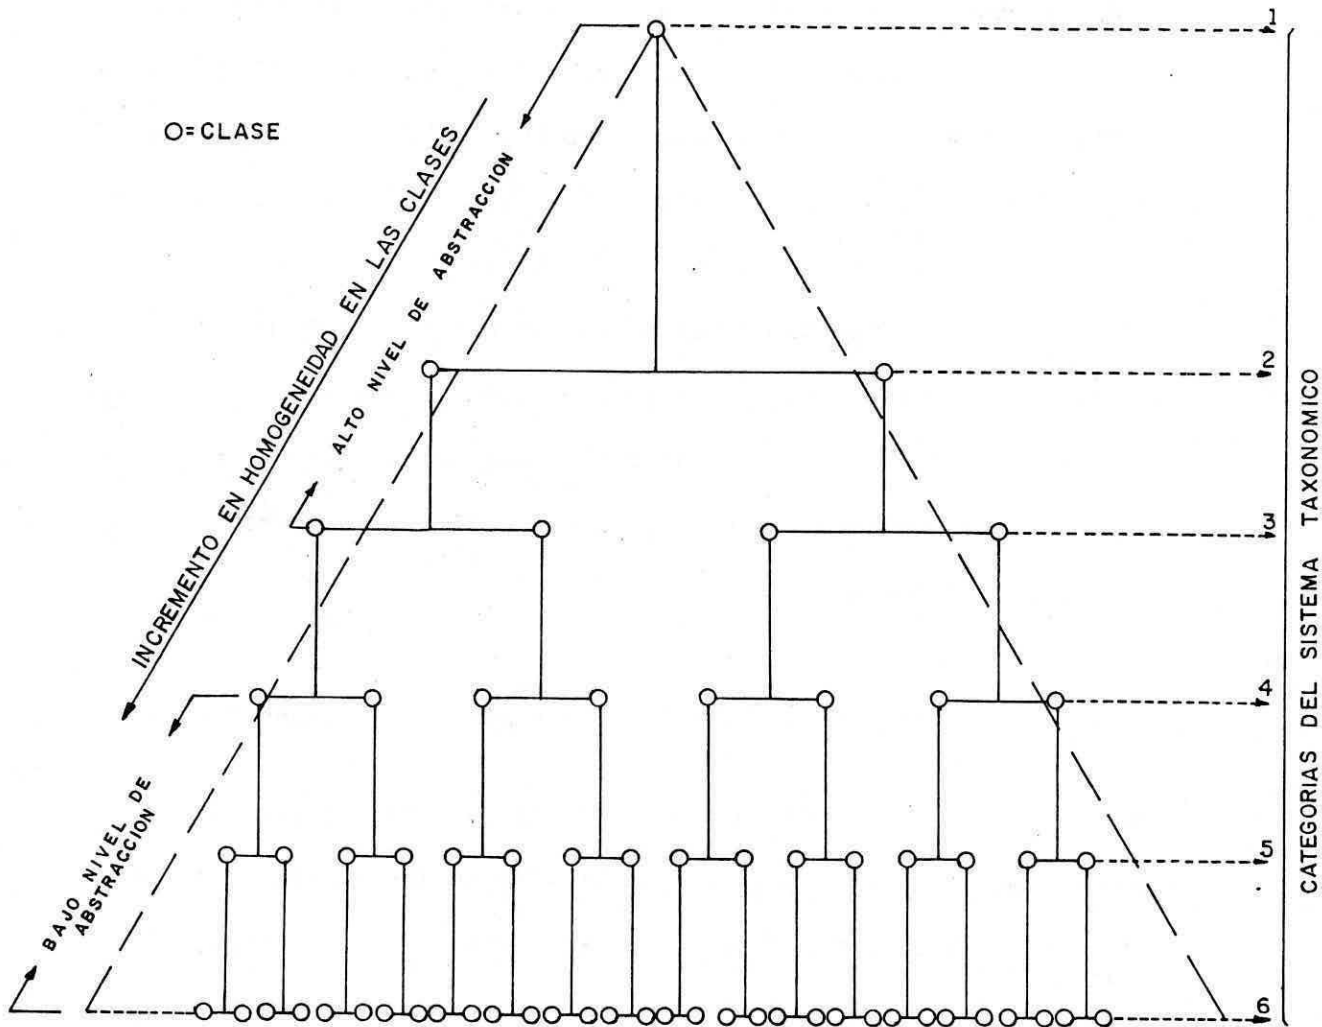 1
O=CLASE
INCREMENTO EN HOMOGENEIDAD EN LAS CLASES
ALTO NIVEL DE ABSTRACCION
2
3
4
BAJO NIVEL DE
ABSTRACCION
5
6
CATEGORIAS DEL SISTEMA TAXONOMICO